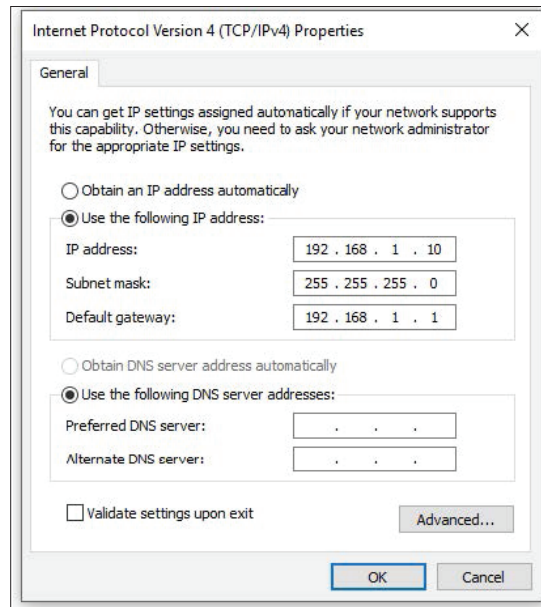 Internet Protocol Version 4 (TCP/IPv4) Properties
General
You can get IP settings assigned automatically if your network supports
this capability. Otherwise, you need to ask your network administrator
for the appropriate IP settings.
Obtain an IP address automatically
Use the following IP address:
IP address: 192 . 168 . 1 . 10
Subnet mask: 255 . 255 . 255 . 0
Default gateway: 192 . 168 . 1 . 1
Obtain DNS server address automatically
Use the following DNS server addresses:
Preferred DNS server: . . .
Alternate DNS server: . . .
Validate settings upon exit
Advanced...
OK Cancel